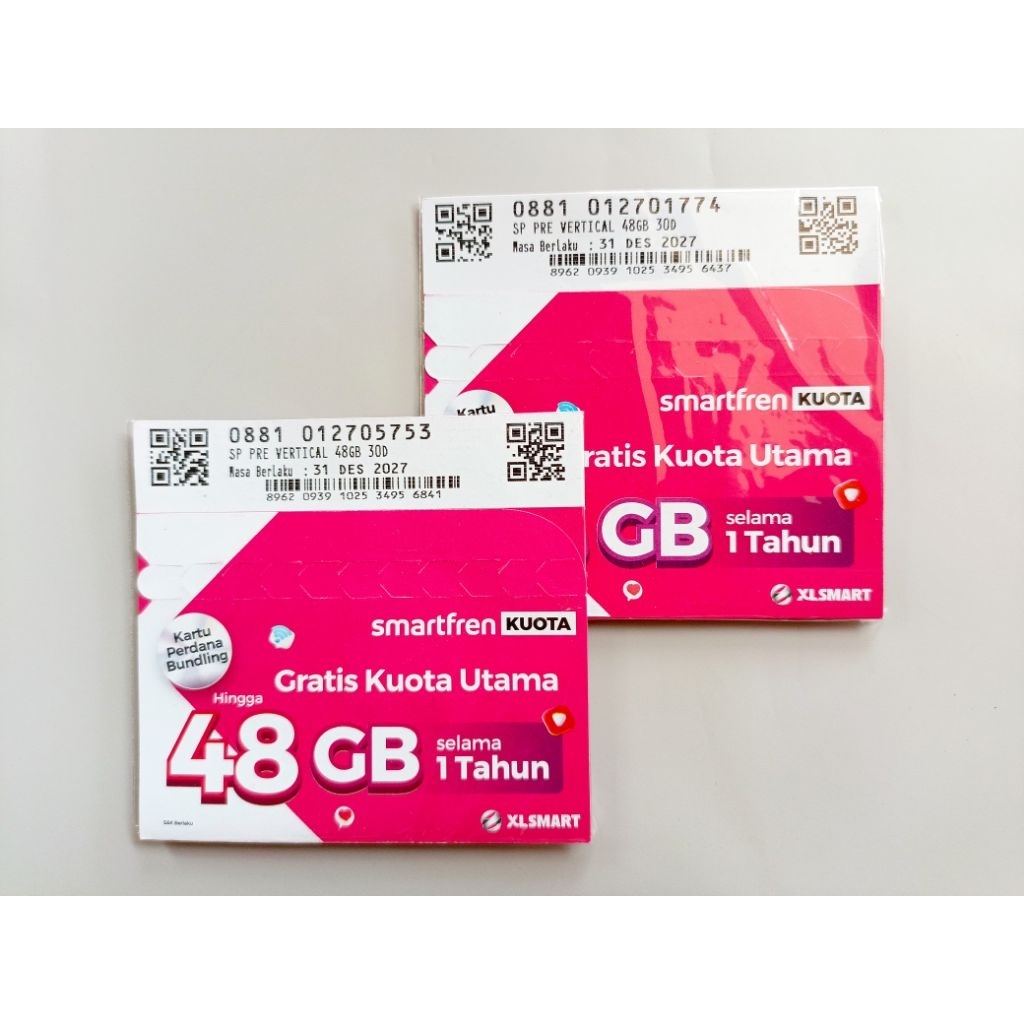 0881 012701774
SP PRE VERTICAL 48GB 30D
Masa Berlaku : 31 DES 2027
8962 0939 1025 3495 6437
Kartu
smartfren KUOTA
ratis Kuota Utama
GB selama
1 Tahun
XLSMART
0881 012705753
SP PRE VERTICAL 48GB 30D
Masa Berlaku : 31 DES 2027
8962 0939 1025 3495 6841
smartfren KUOTA
Kartu
Perdana
Bundling
Gratis Kuota Utama
Hingga
48 GB selama
1 Tahun
S&K Berlaku
XLSMART